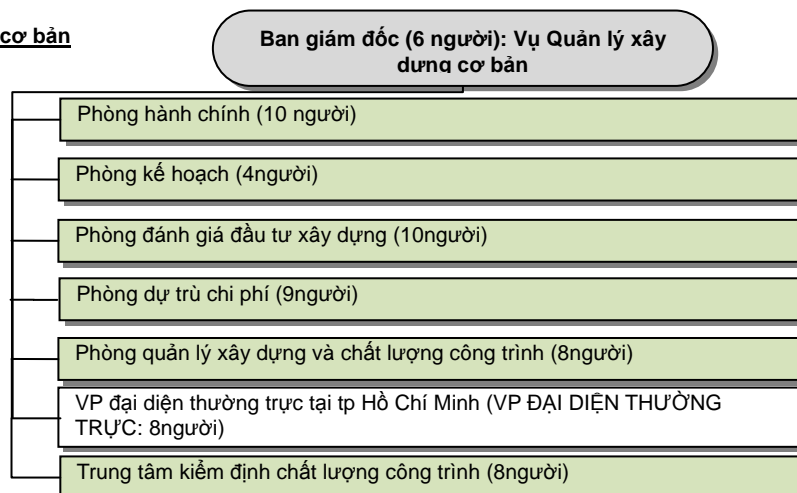 cơ bản
Ban giám đốc (6 người): Vụ Quản lý xây
dựng cơ bản
Phòng hành chính (10 người)
Phòng kế hoạch (4người)
Phòng đánh giá đầu tư xây dựng (10người)
Phòng dự trù chi phí (9người)
Phòng quản lý xây dựng và chất lượng công trình (8người)
VP đại diện thường trực tại tp Hồ Chí Minh (VP ĐẠI DIỆN THƯỜNG
TRỰC: 8người)
Trung tâm kiểm định chất lượng công trình (8người)